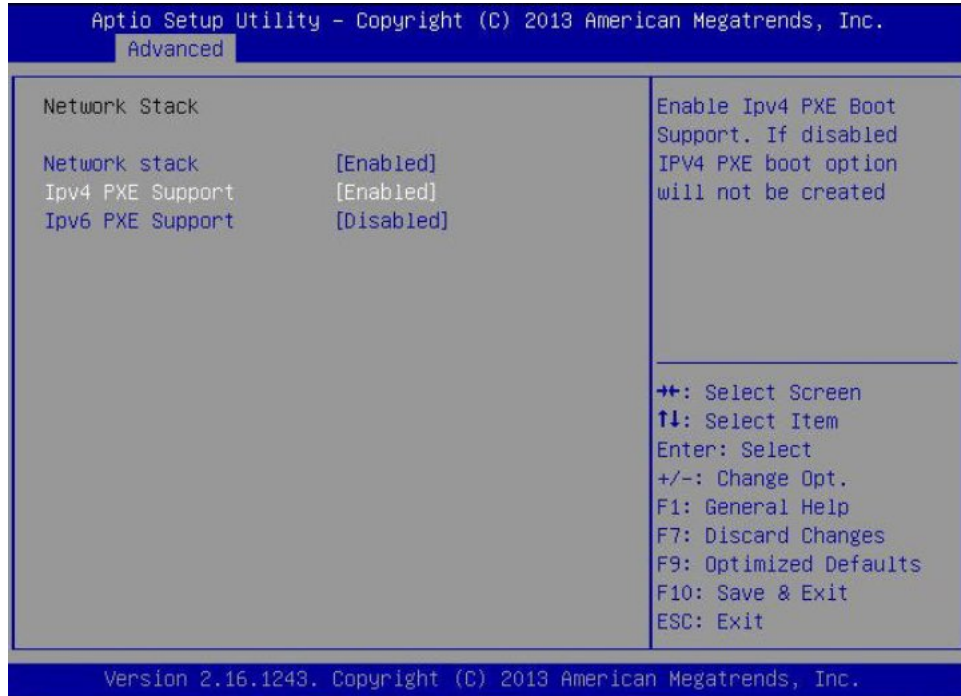 Aptio Setup Utility – Copyright (C) 2013 American Megatrends, Inc.
Advanced
Network Stack
Network stack [Enabled]
Ipv4 PXE Support [Enabled]
Ipv6 PXE Support [Disabled]
Enable Ipv4 PXE Boot
Support. If disabled
IPV4 PXE boot option
will not be created
→←: Select Screen
↑↓: Select Item
Enter: Select
+/-: Change Opt.
F1: General Help
F7: Discard Changes
F9: Optimized Defaults
F10: Save & Exit
ESC: Exit
Version 2.16.1243. Copyright (C) 2013 American Megatrends, Inc.